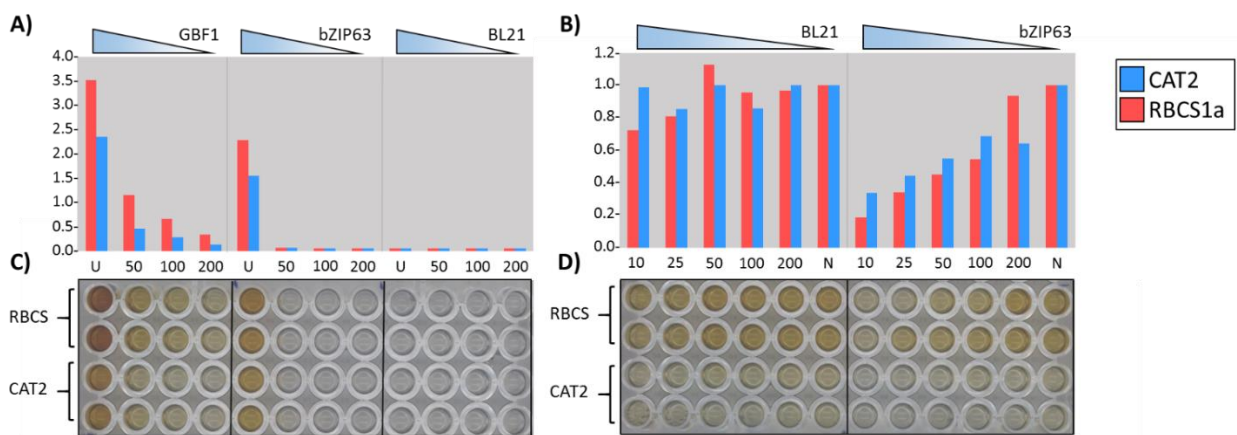 A) GBF1 bZIP63 BL21
4.0
3.5
3.0
2.5
2.0
1.5
1.0
0.5
0.0
U 50 100 200 U 50 100 200 U 50 100 200
B) BL21 bZIP63
1.2
1.0
0.8
0.6
0.4
0.2
0.0
10 25 50 100 200 N 10 25 50 100 200 N
CAT2
RBCS1a
C)
RBCS
CAT2
D)
RBCS
CAT2